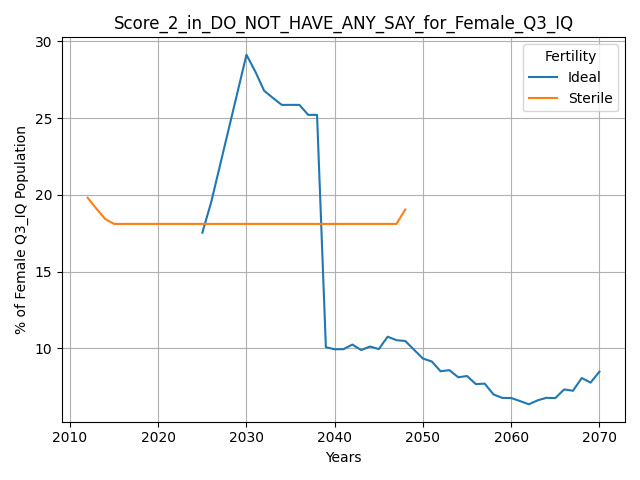 Score_2_in_DO_NOT_HAVE_ANY_SAY_for_Female_Q3_IQ
% of Female Q3_IQ Population
30
25
20
15
10
Fertility
Ideal
Sterile
2010 2020 2030 2040 2050 2060 2070
Years